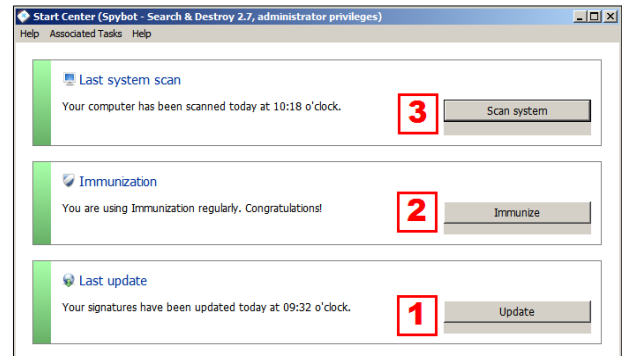 Start Center (Spybot - Search & Destroy 2.7, administrator privileges)
Help Associated Tasks Help
Last system scan
Your computer has been scanned today at 10:18 o'clock.
3
Scan system
Immunization
You are using Immunization regularly. Congratulations!
2
Immunize
Last update
Your signatures have been updated today at 09:32 o'clock.
1
Update